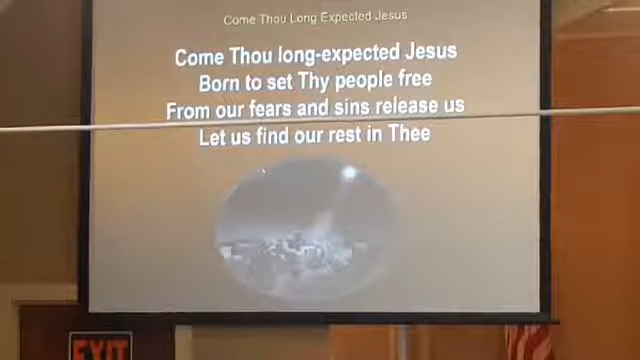 Come Thou Long Expected Jesus
Come Thou long-expected Jesus
Born to set Thy people free
From our fears and sins release us
Let us find our rest in Thee
EXIT